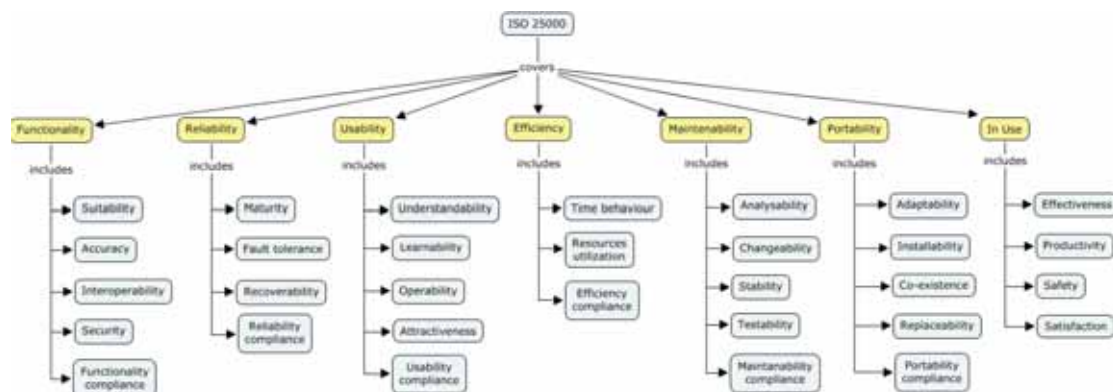 ISO 25000
covers
Functionality
Reliability
Usability
Efficiency
Maintenability
Portability
In Use
includes
includes
includes
includes
includes
includes
includes
Suitability
Accuracy
Interoperability
Security
Functionality
compliance
Maturity
Fault tolerance
Recoverability
Reliability
compliance
Understandability
Learnability
Operability
Attractiveness
Usability
compliance
Time behaviour
Resources
utilization
Efficiency
compliance
Analysability
Changeability
Stability
Testability
Maintanability
compliance
Adaptability
Installability
Co-existence
Replaceability
Portability
compliance
Effectiveness
Productivity
Safety
Satisfaction